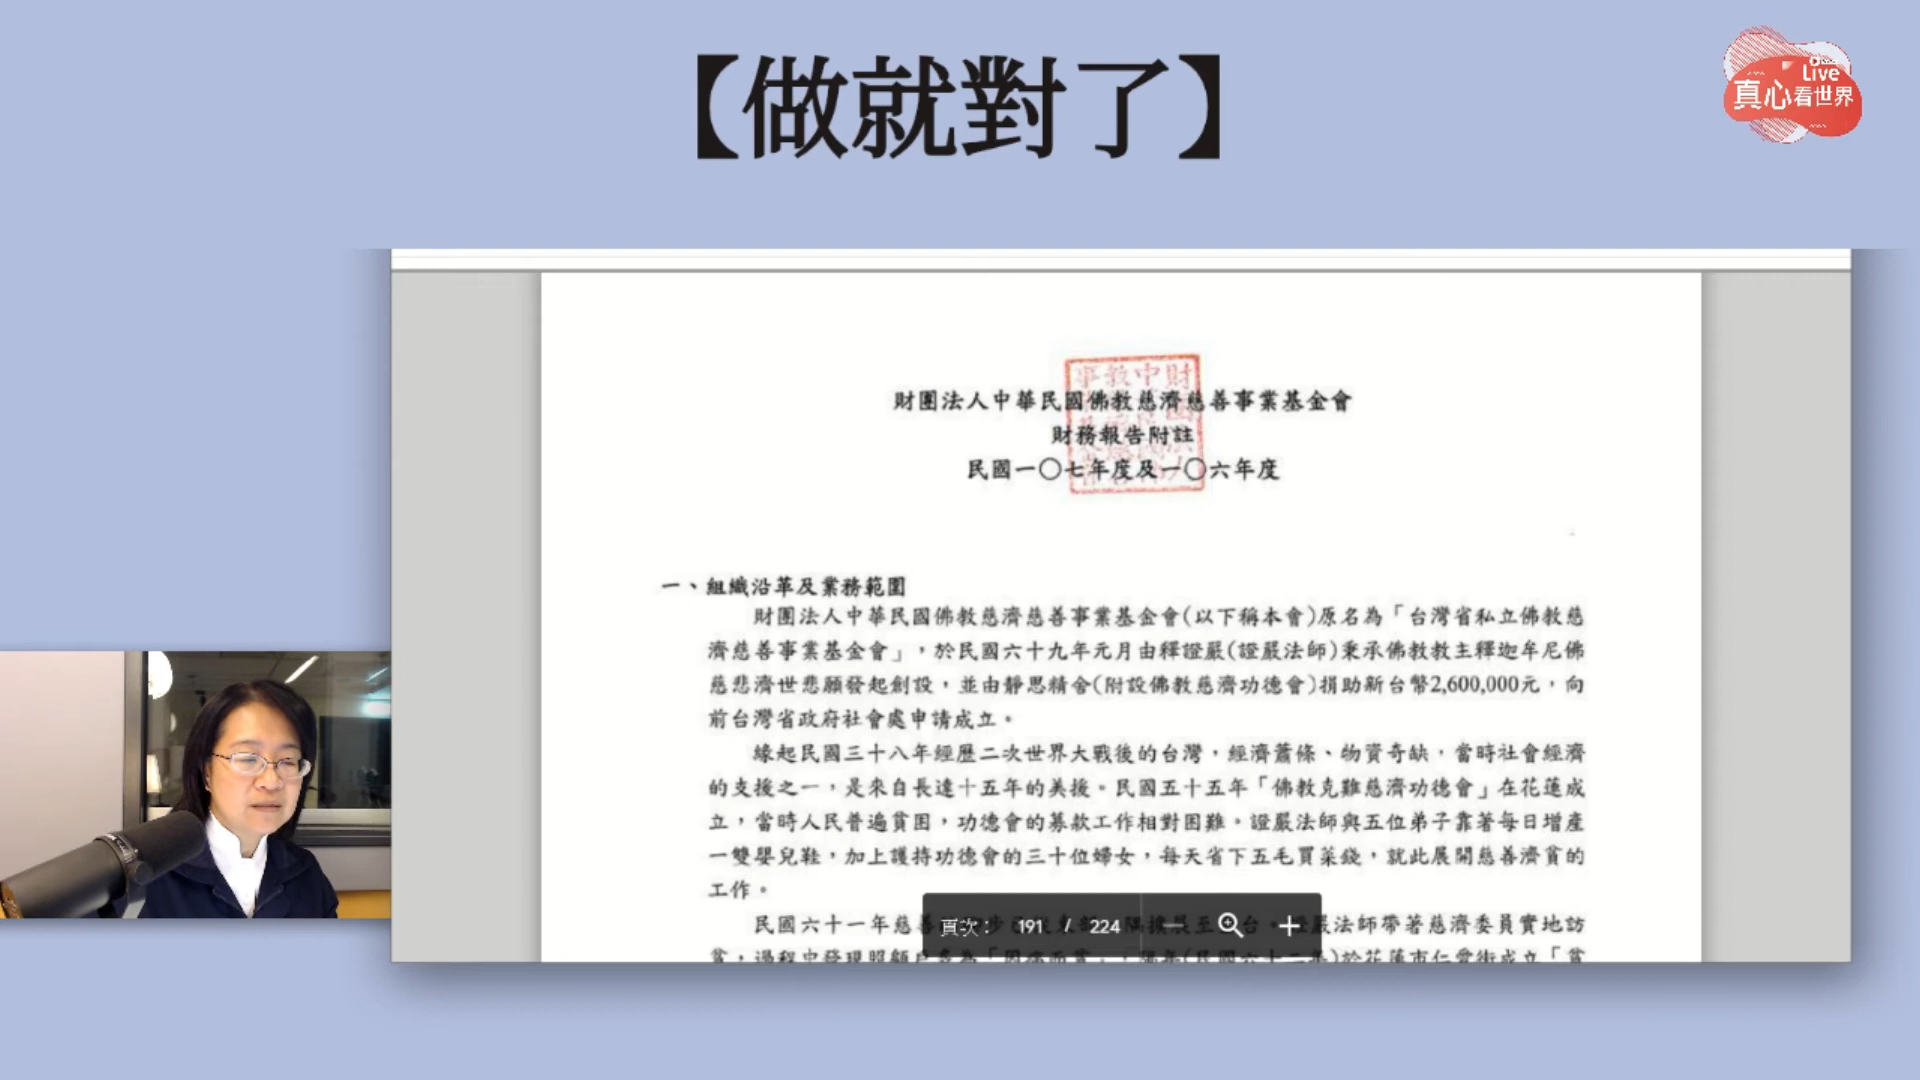 【做就對了】
Live
真心看世界
財團法人中華民國佛教慈濟慈善事業基金會
財務報告附註
民國一〇七年度及一〇六年度
一、組織沿革及業務範圍
財團法人中華民國佛教慈濟慈善事業基金會(以下稱本會)原名為「台灣省私立佛教慈
濟慈善事業基金會」，於民國六十九年元月由釋證嚴(證嚴法師)秉承佛教教主釋迦牟尼佛
慈悲濟世悲願發起創設，並由靜思精舍(附設佛教慈濟功德會)捐助新台幣2,600,000元，向
前台灣省政府社會處申請成立。
緣起民國三十八年經歷二次世界大戰後的台灣，經濟蕭條、物資奇缺，當時社會經濟
的支援之一，是來自長達十五年的美援。民國五十五年「佛教克難慈濟功德會」在花蓮成
立，當時人民普遍貧困，功德會的募款工作相對困難。證嚴法師與五位弟子靠著每日增產
一雙嬰兒鞋，加上護持功德會的三十位婦女，每天省下五毛買菜錢，就此展開慈善濟貧的
工作。
民國六十一年慈善 嚴法師帶著慈濟委員實地訪
貧，過程中發現照顧戶多為「因病而貧」，
頁次： 191 / 224